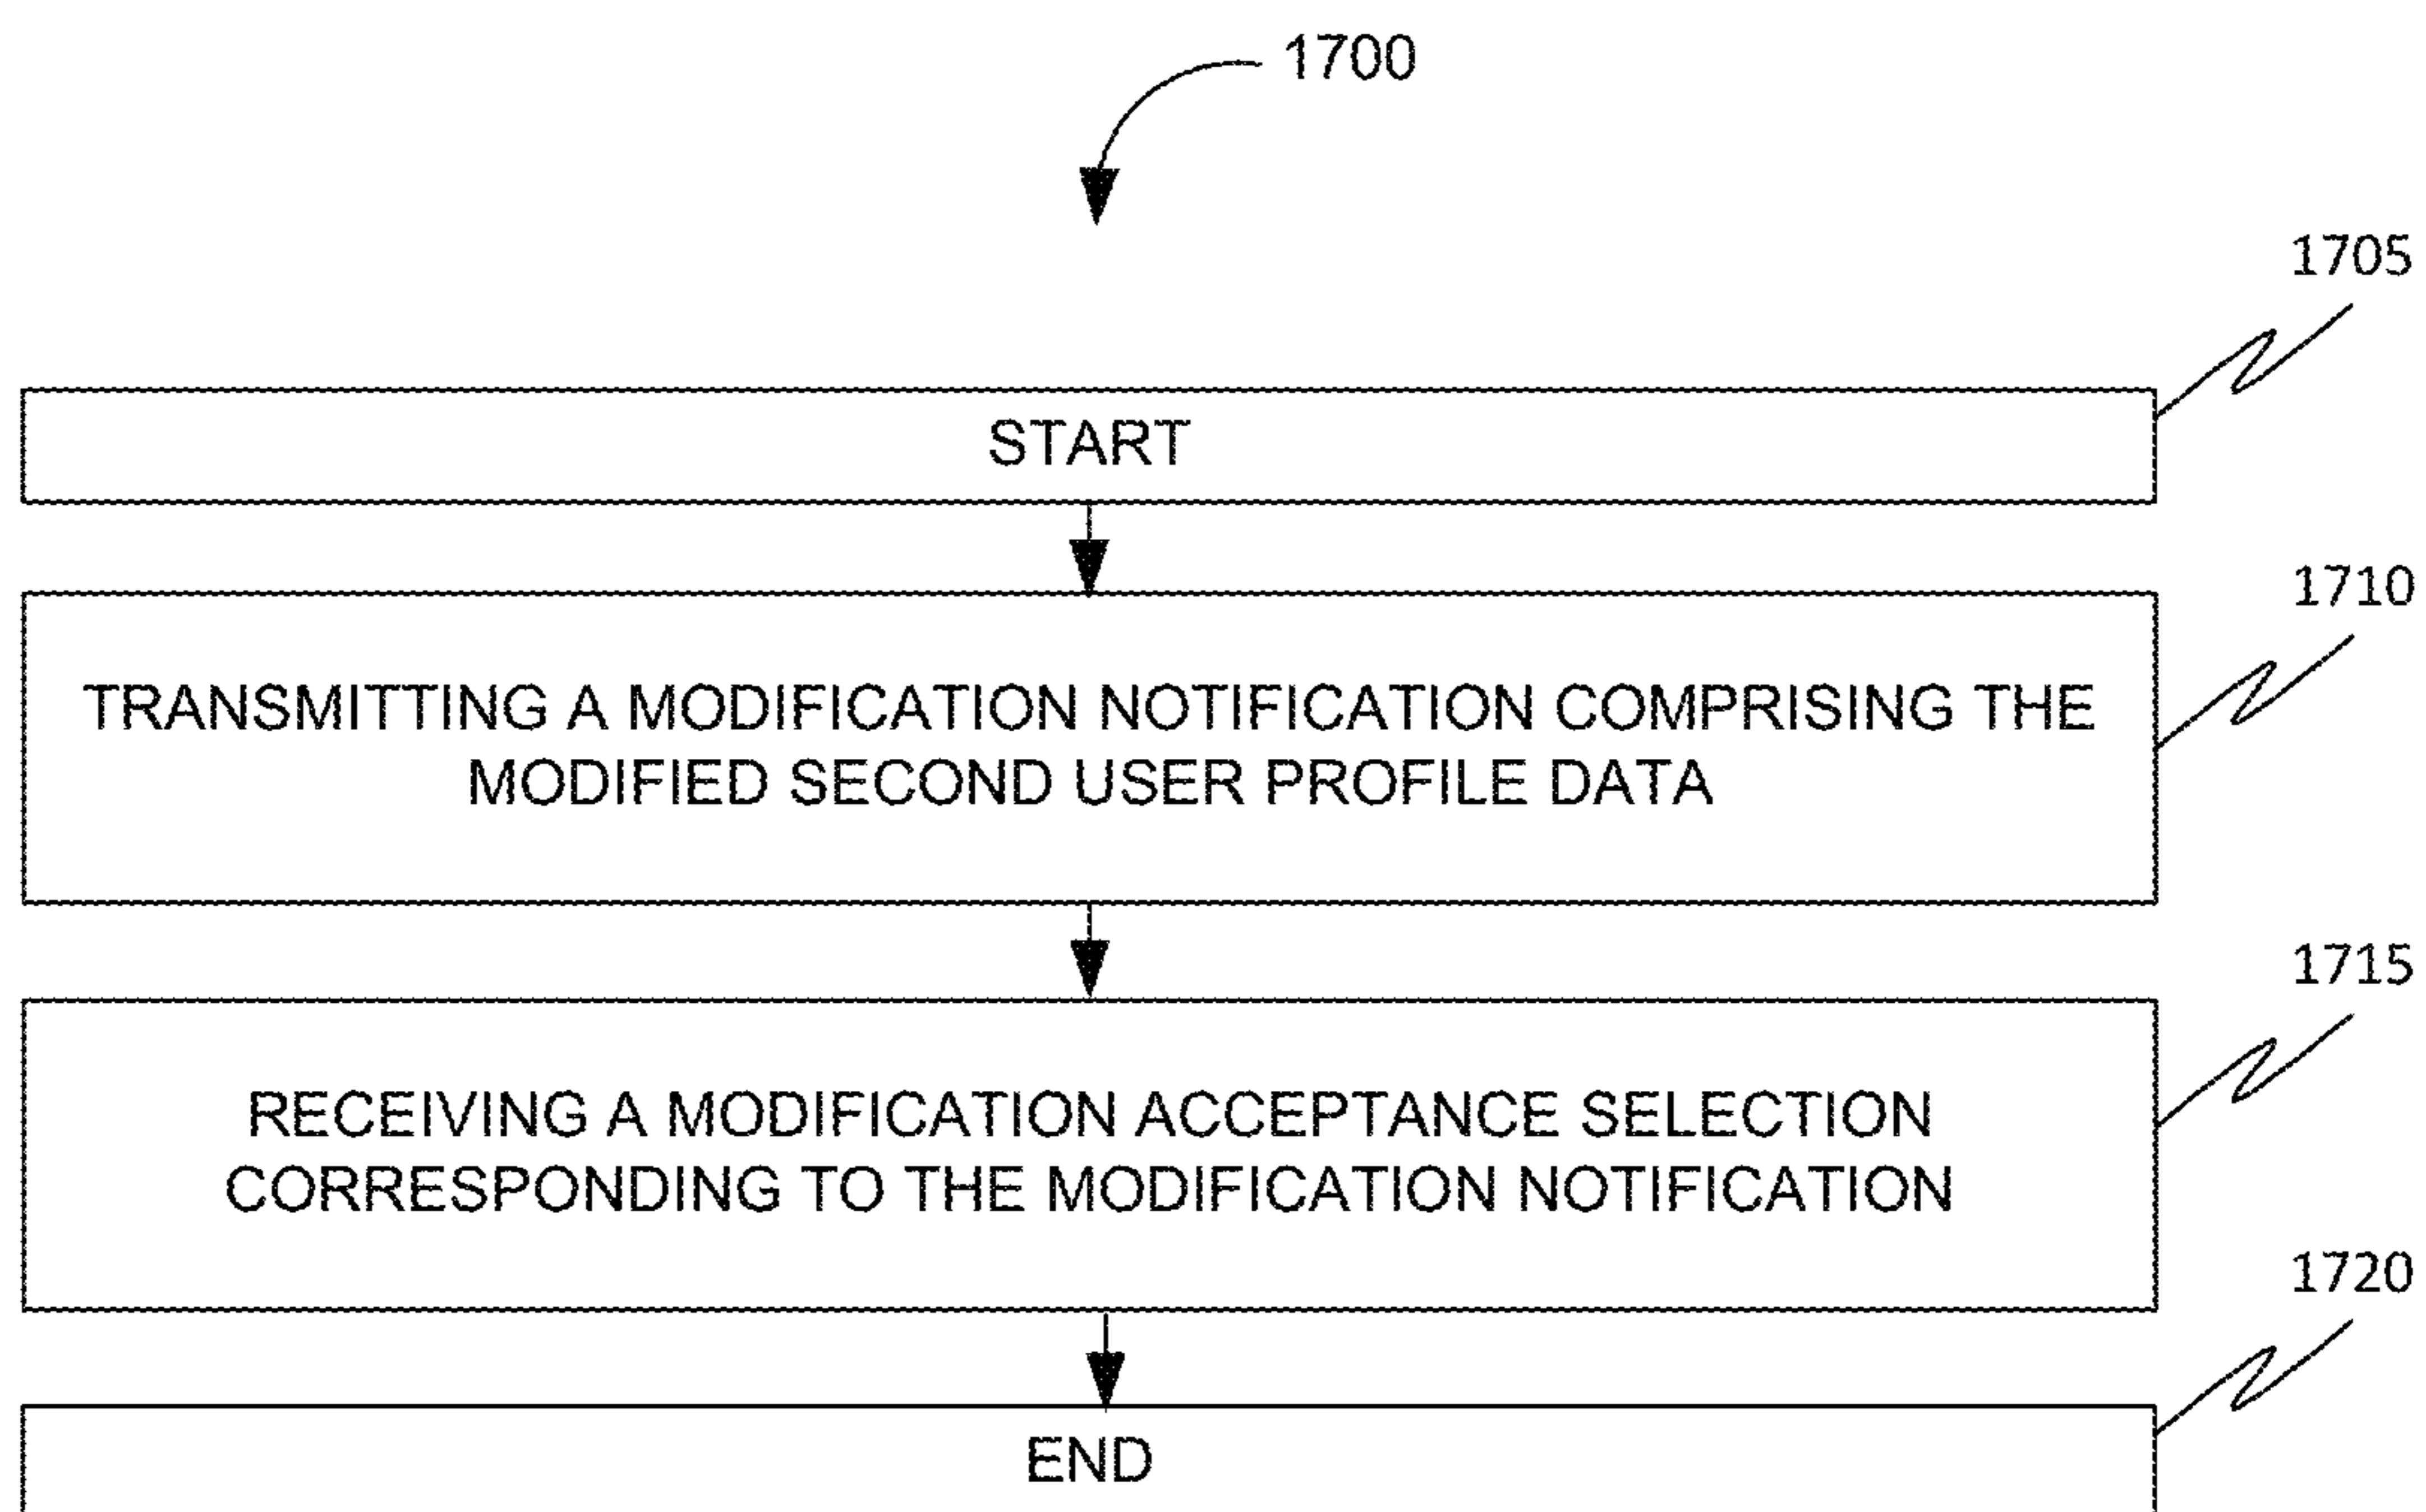 1700
1705
START
1710
TRANSMITTING A MODIFICATION NOTIFICATION COMPRISING THE
MODIFIED SECOND USER PROFILE DATA
1715
RECEIVING A MODIFICATION ACCEPTANCE SELECTION
CORRESPONDING TO THE MODIFICATION NOTIFICATION
1720
END